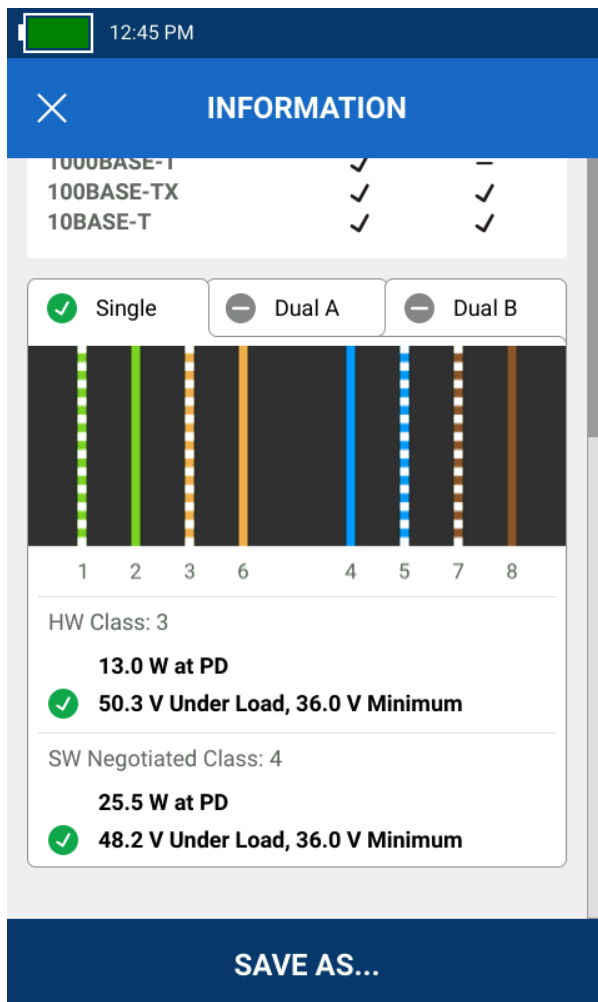 12:45 PM
INFORMATION
1000BASE-T
100BASE-TX
10BASE-T
Single Dual A Dual B
1 2 3 6 4 5 7 8
HW Class: 3
13.0 W at PD
50.3 V Under Load, 36.0 V Minimum
SW Negotiated Class: 4
25.5 W at PD
48.2 V Under Load, 36.0 V Minimum
SAVE AS...